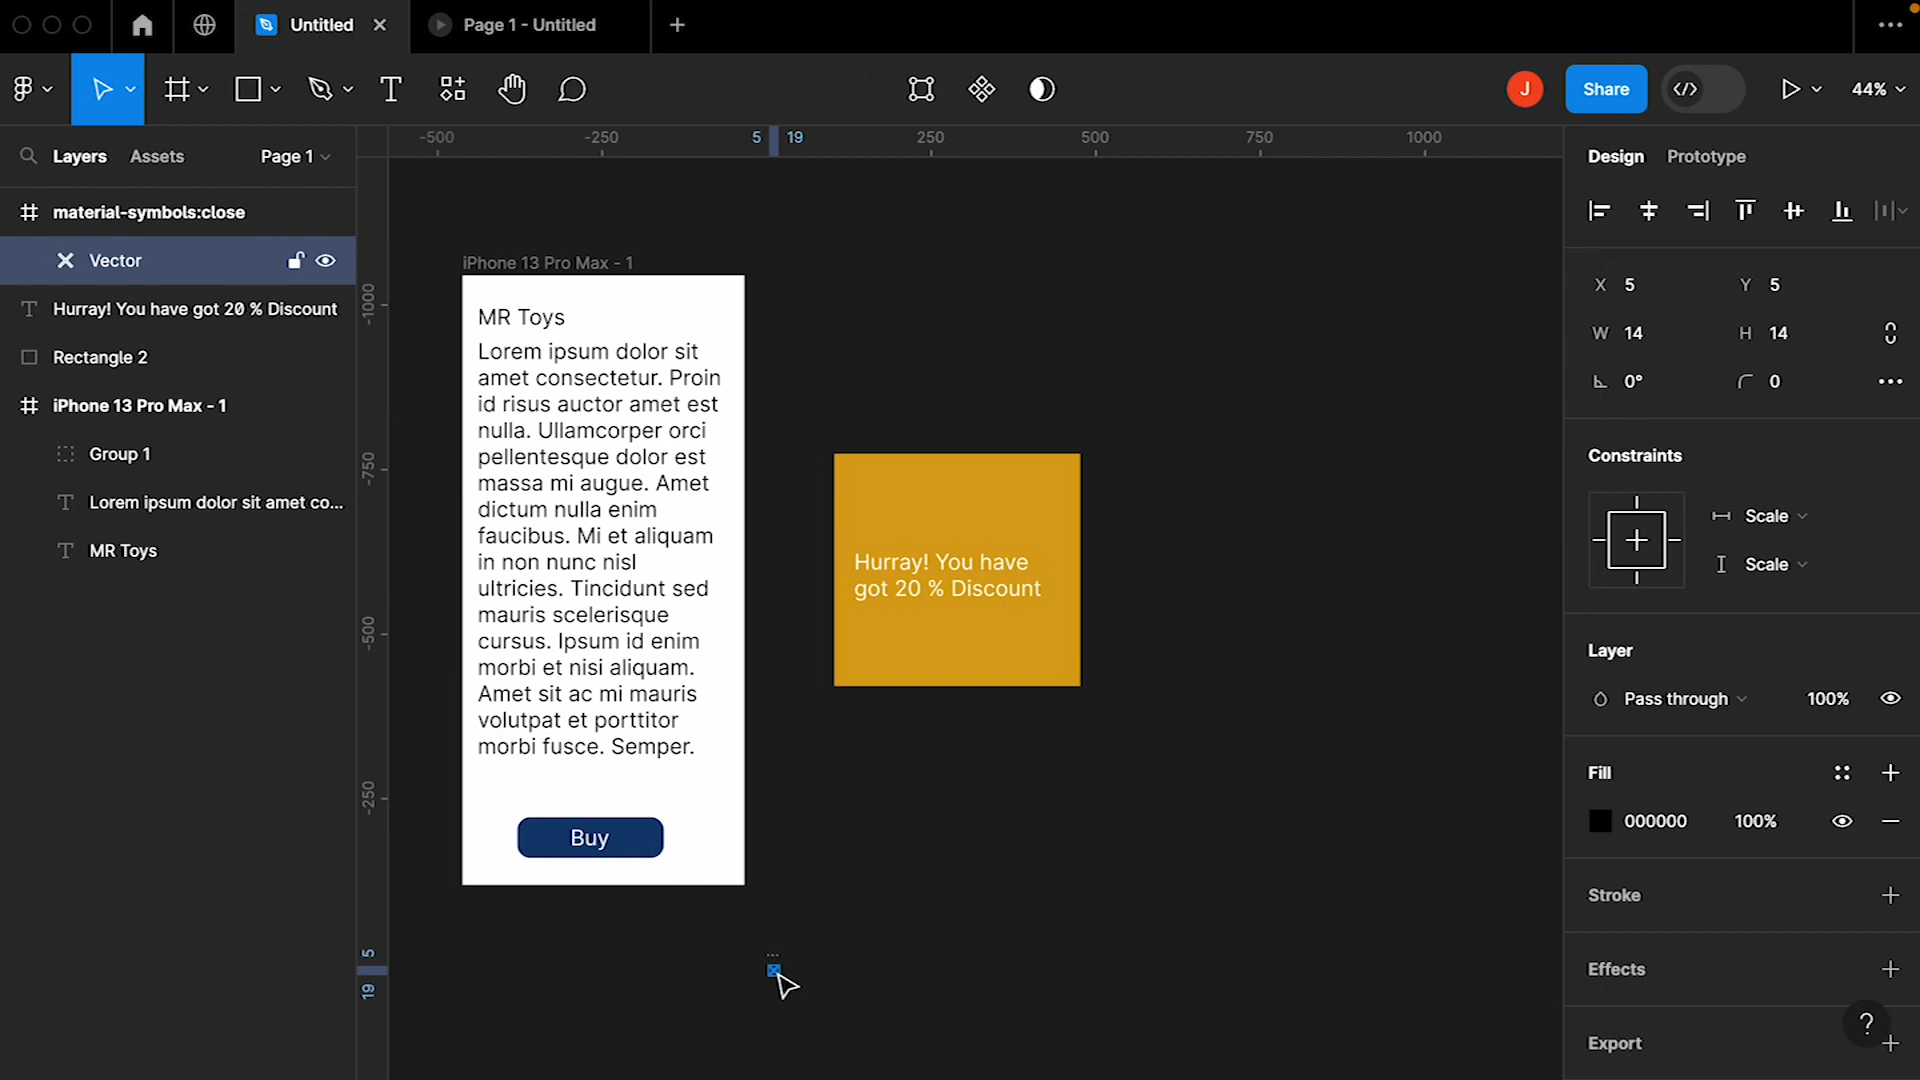 Untitled
Page 1 - Untitled
J
Share
44%
Layers
Assets
Page 1
-500
-250
5
19
250
500
750
1000
Design
Prototype
material-symbols:close
Vector
Hurray! You have got 20 % Discount
Rectangle 2
iPhone 13 Pro Max - 1
Group 1
Lorem ipsum dolor sit amet co...
MR Toys
-1000
-750
-500
-250
5
19
iPhone 13 Pro Max - 1
MR Toys
Lorem ipsum dolor sit
amet consectetur. Proin
id risus auctor amet est
nulla. Ullamcorper orci
pellentesque dolor est
massa mi augue. Amet
dictum nulla enim
faucibus. Mi et aliquam
in non nunc nisl
ultricies. Tincidunt sed
mauris scelerisque
cursus. Ipsum id enim
morbi et nisi aliquam.
Amet sit ac mi mauris
volutpat et porttitor
morbi fusce. Semper.
Buy
Hurray! You have
got 20 % Discount
...
X 5
Y 5
W 14
H 14
0°
0
Constraints
Scale
Scale
Layer
Pass through
100%
Fill
000000
100%
Stroke
Effects
Export
?